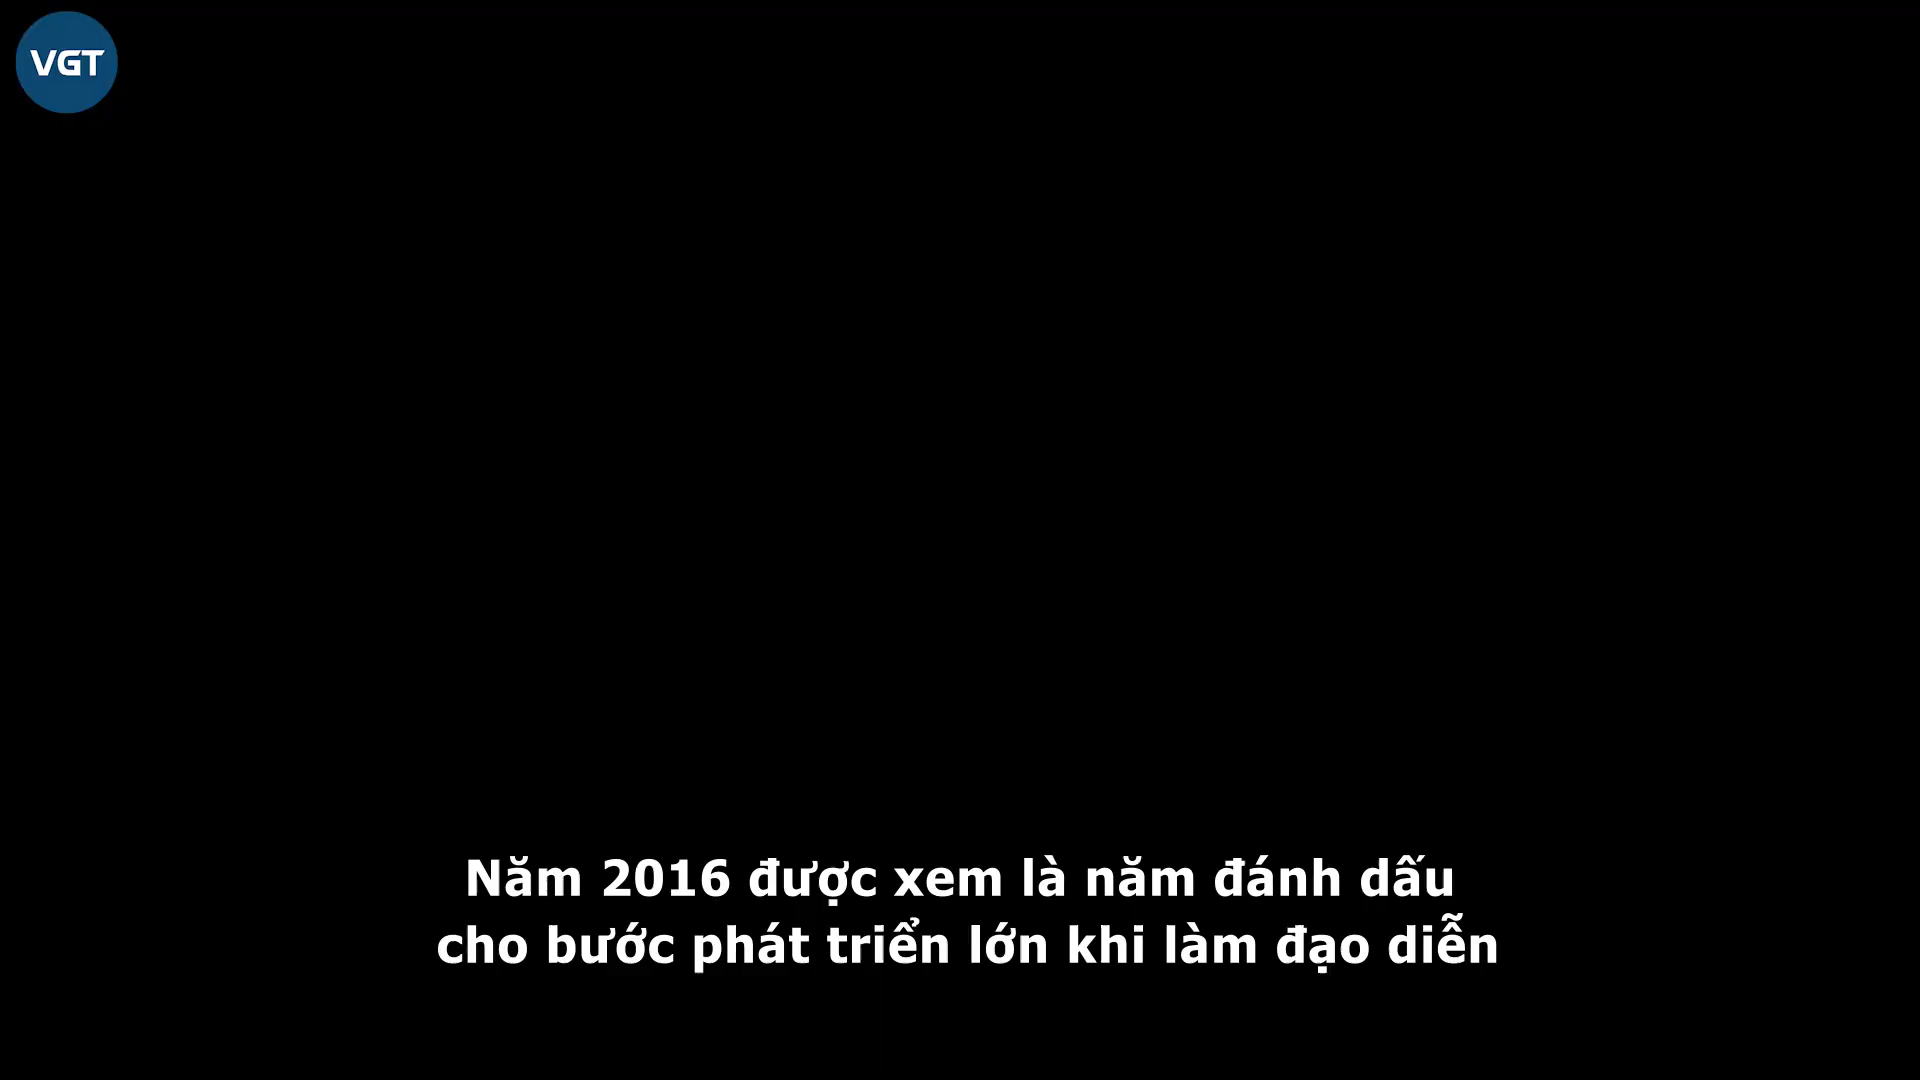 VGT
Năm 2016 được xem là năm đánh dấu
cho bước phát triển lớn khi làm đạo diễn